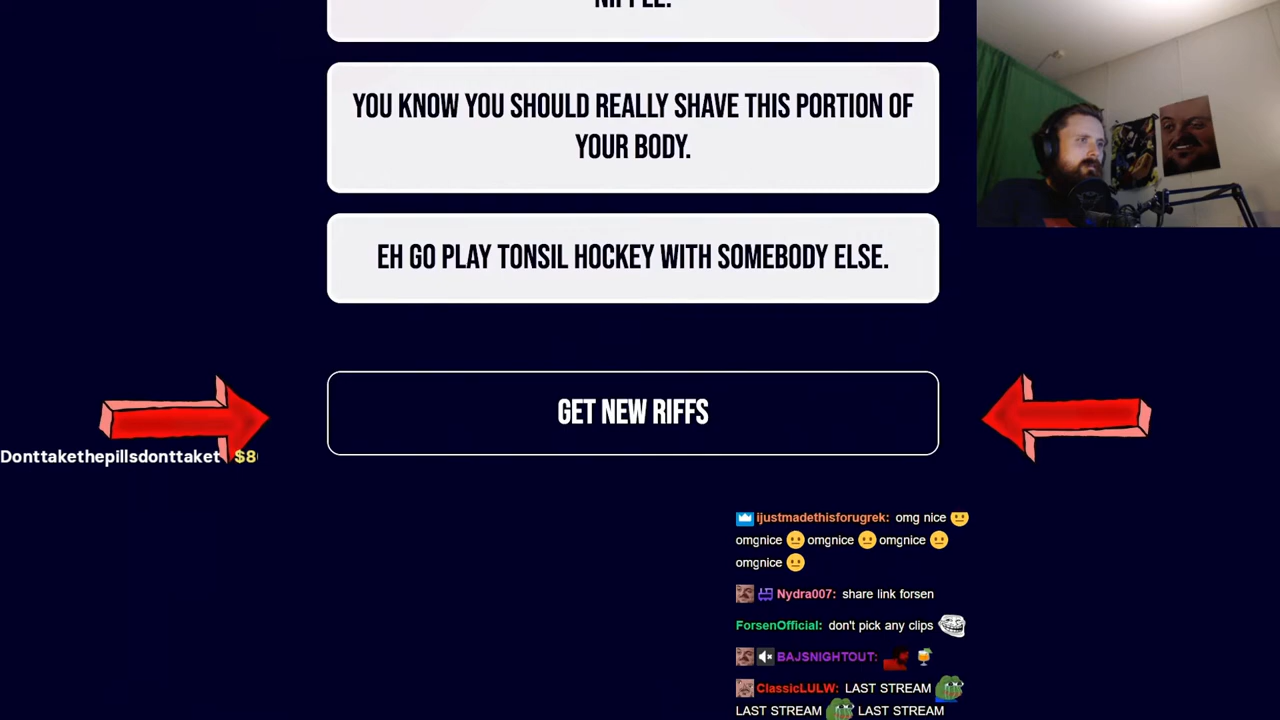 NIPPLE.
YOU KNOW YOU SHOULD REALLY SHAVE THIS PORTION OF
YOUR BODY.
EH GO PLAY TONSIL HOCKEY WITH SOMEBODY ELSE.
GET NEW RIFFS
Donttakethepillsdonttaket $8
ijustmadethisforugrek: omg nice
omgnice omgnice omgnice
omgnice
Nydra007: share link forsen
ForsenOfficial: don't pick any clips
BAJSNIGHTOUT:
ClassicLULW: LAST STREAM
LAST STREAM LAST STREAM